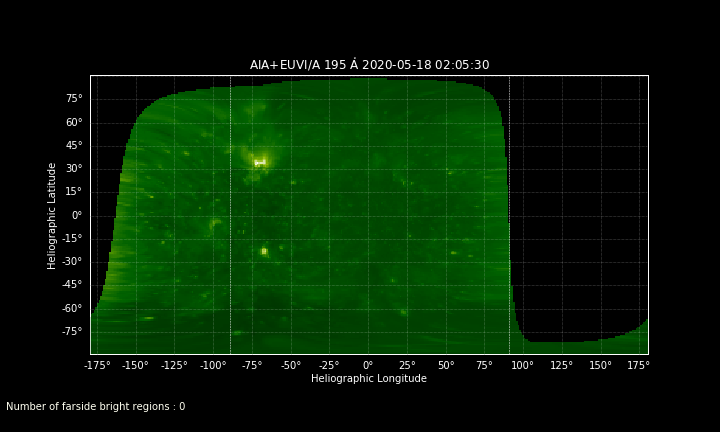 AIA+EUVI/A 195 Å 2020-05-18 02:05:30
75°
60°
45°
30°
15°
0°
-15°
-30°
-45°
-60°
-75°
Heliographic Latitude
-175° -150° -125° -100° -75° -50° -25° 0° 25° 50° 75° 100° 125° 150° 175°
Heliographic Longitude
Number of farside bright regions : 0